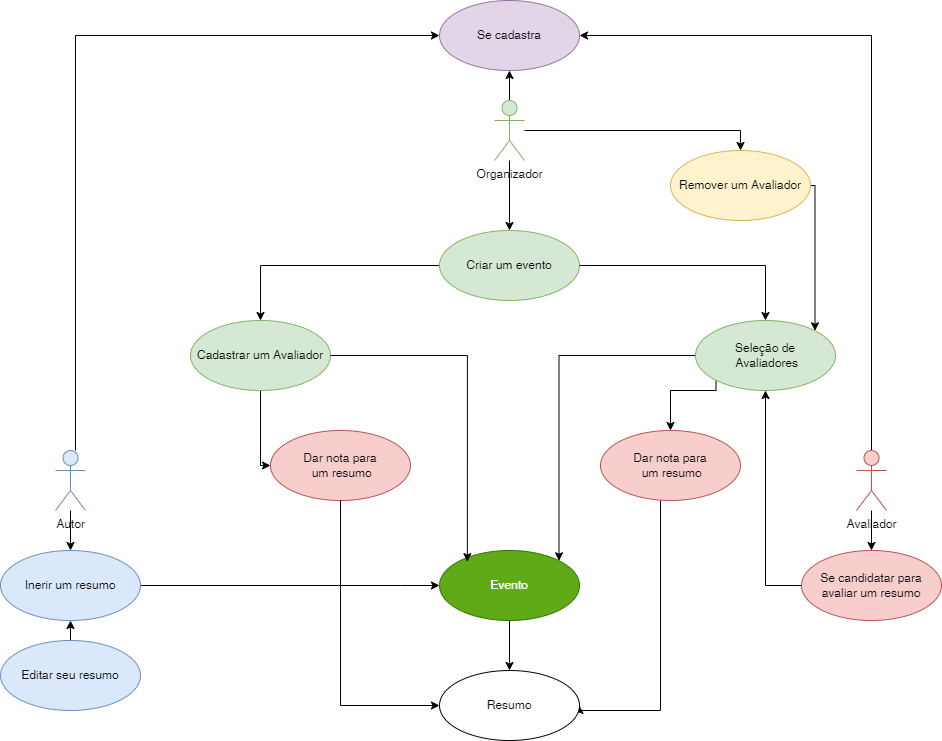 Se cadastra
Organizador
Remover um Avaliador
Criar um evento
Cadastrar um Avaliador
Seleção de
Avaliadores
Dar nota para
um resumo
Dar nota para
um resumo
Autor
Avaliador
Inerir um resumo
Evento
Se candidatar para
avaliar um resumo
Editar seu resumo
Resumo